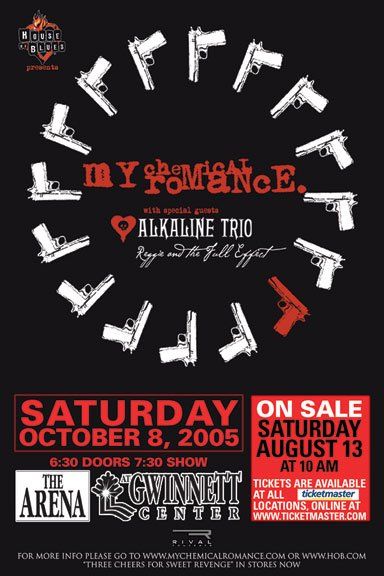 HOUSE
OF
BLUES
presents
MY CHEMICAL ROMANCE.
with special guests
ALKALINE TRIO
Reggie and the Full Effect
SATURDAY
OCTOBER 8, 2005
6:30 DOORS 7:30 SHOW
THE
ARENA
AT GWINNETT
CENTER
ON SALE
SATURDAY
AUGUST 13
AT 10 AM
TICKETS ARE AVAILABLE
AT ALL ticketmaster
LOCATIONS, ONLINE AT
WWW.TICKETMASTER.COM
RIVAL
FOR MORE INFO PLEASE GO TO WWW.MYCHEMICALROMANCE.COM OR WWW.HOB.COM
"THREE CHEERS FOR SWEET REVENGE" IN STORES NOW